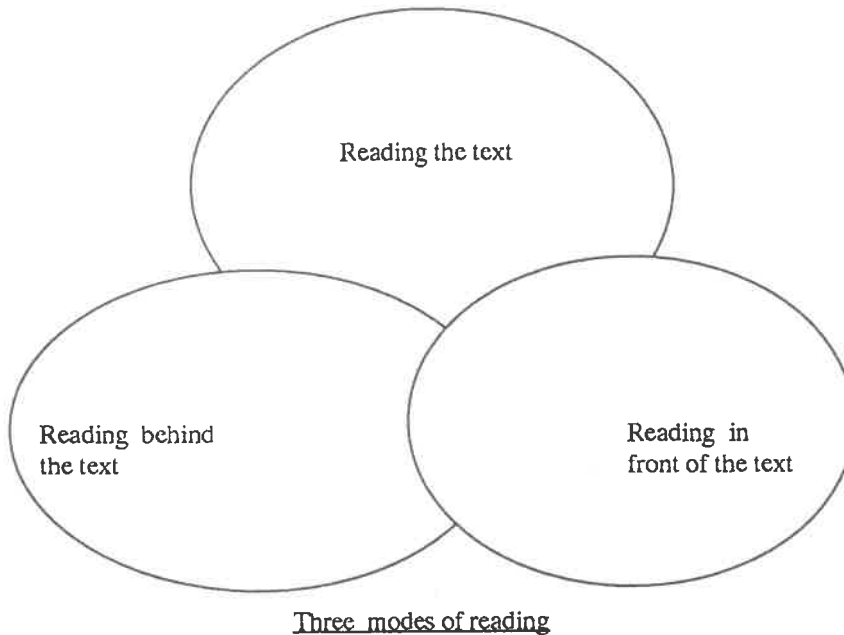 Reading the text
Reading behind
the text
Reading in
front of the text
Three modes of reading